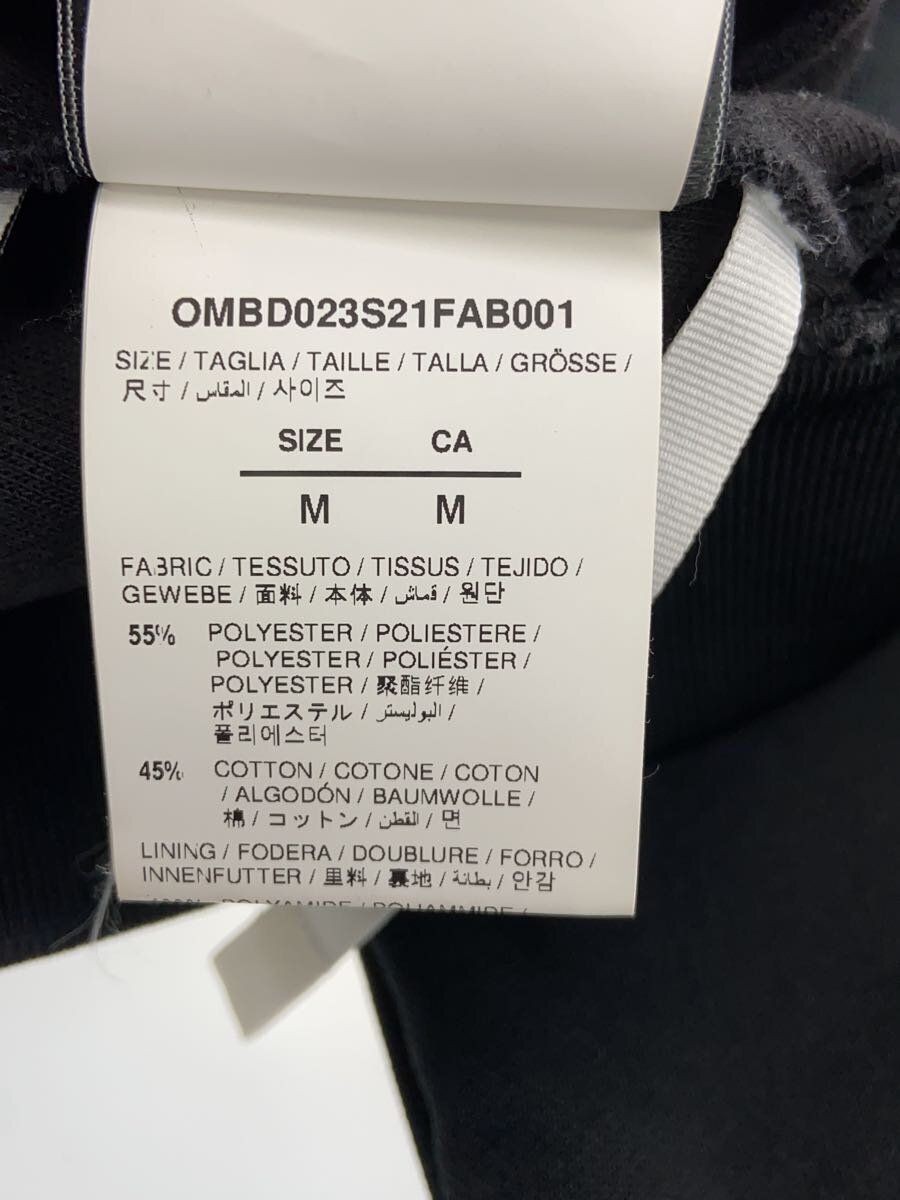 OMBD023S21FAB001
SIZE / TAGLIA / TAILLE / TALLA / GRÖSSE /
尺寸 / المقاس / 사이즈
SIZE CA
M M
FABRIC / TESSUTO / TISSUS / TEJIDO /
GEWEBE / 面料 / 本体 / قماش / 원단
55% POLYESTER / POLIESTERE /
POLYESTER / POLIÉSTER /
POLYESTER / 聚酯纤维 /
ポリエステル / البوليستر /
폴리에스터
45% COTTON / COTONE / COTON
/ ALGODÓN / BAUMWOLLE /
棉 / コットン / القطن / 면
LINING / FODERA / DOUBLURE / FORRO /
INNENFUTTER / 里料 / 裏地 / بطانة / 안감